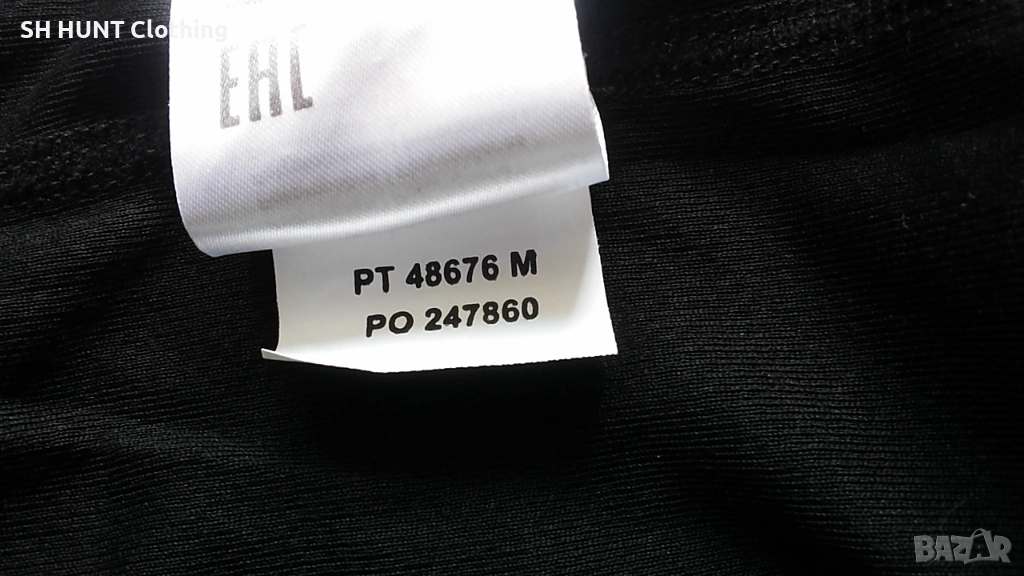 SH HUNT Clothing
EAC
PT 48676 M
PO 247860
BAZAR